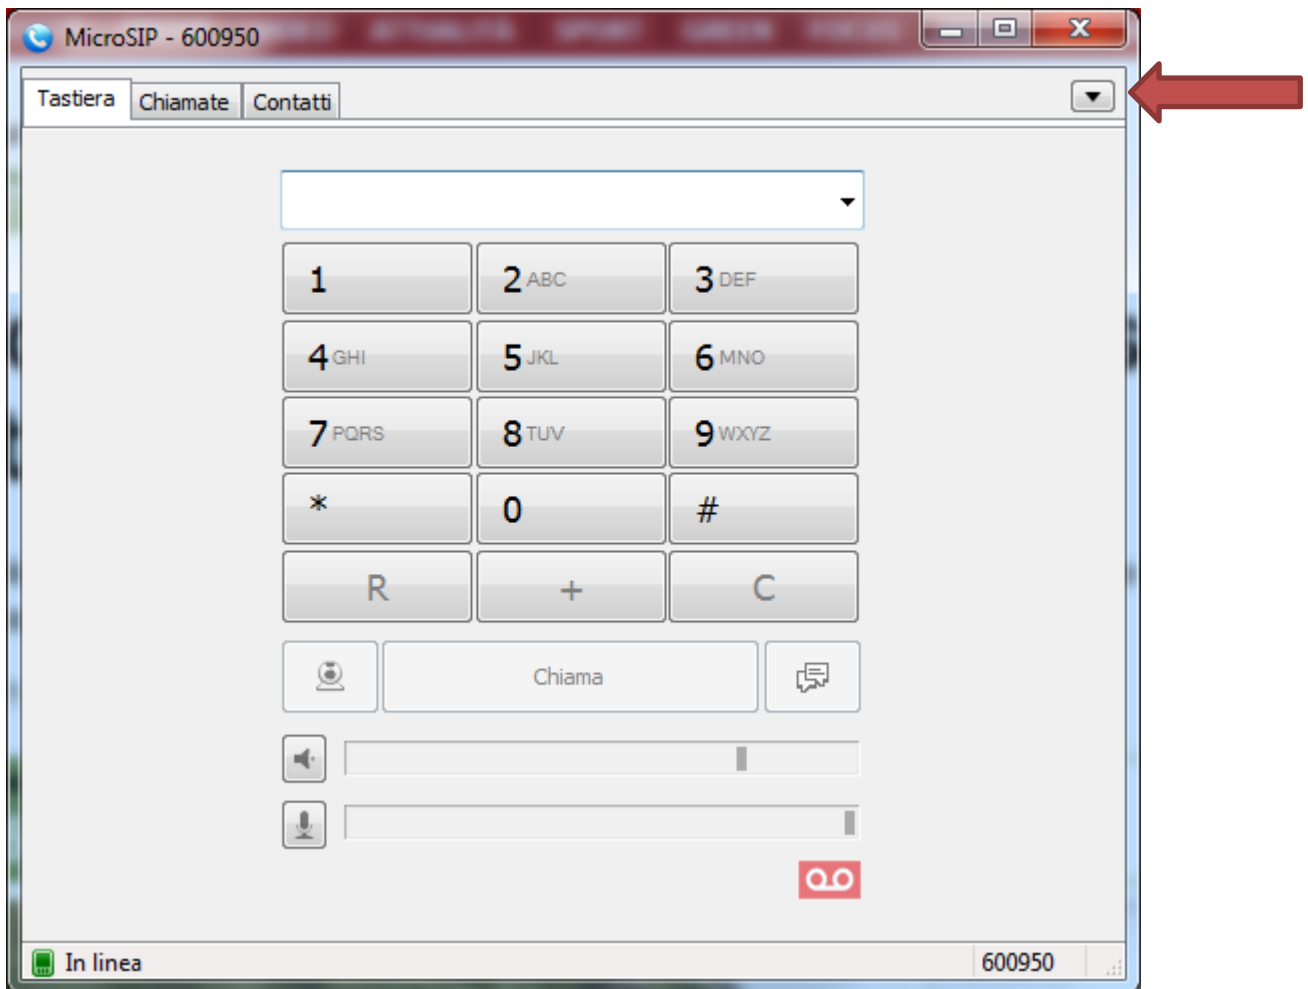 MicroSIP - 600950
Tastiera Chiamate Contatti
1 2 ABC 3 DEF
4 GHI 5 JKL 6 MNO
7 PQRS 8 TUV 9 WXYZ
* 0 #
R + C
Chiama
In linea 600950